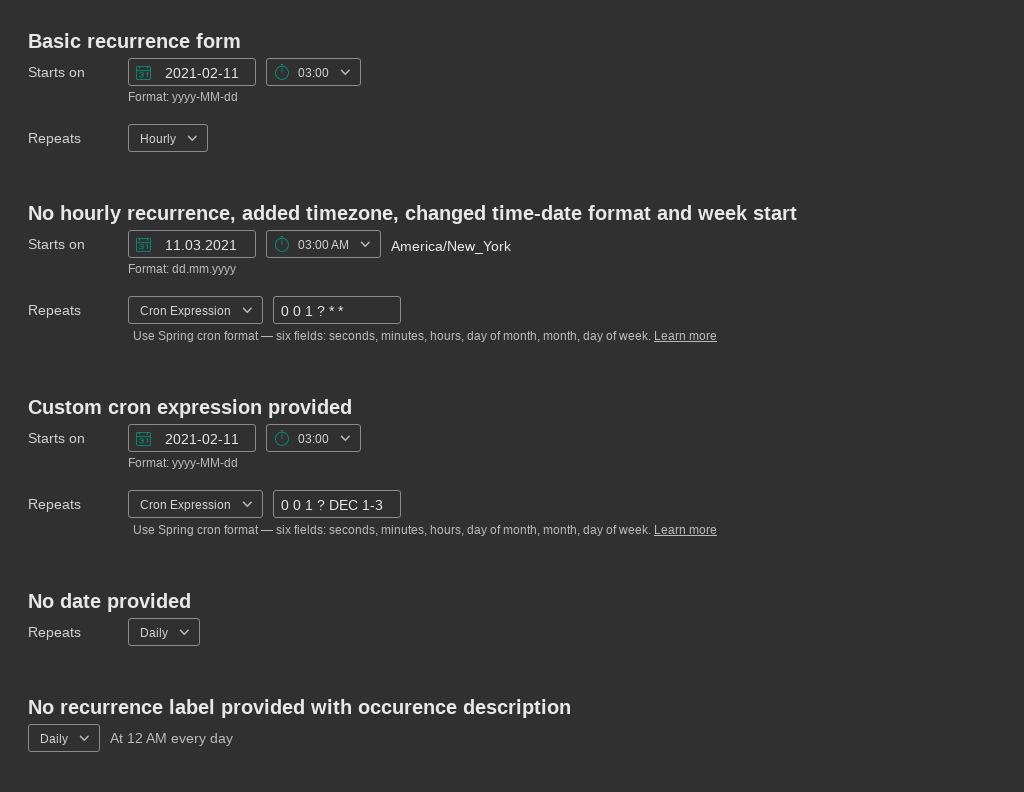 Basic recurrence form
Starts on 2021-02-11 03:00
Format: yyyy-MM-dd
Repeats Hourly
No hourly recurrence, added timezone, changed time-date format and week start
Starts on 11.03.2021 03:00 AM America/New_York
Format: dd.mm.yyyy
Repeats Cron Expression 0 0 1 ? * *
Use Spring cron format — six fields: seconds, minutes, hours, day of month, month, day of week. Learn more
Custom cron expression provided
Starts on 2021-02-11 03:00
Format: yyyy-MM-dd
Repeats Cron Expression 0 0 1 ? DEC 1-3
Use Spring cron format — six fields: seconds, minutes, hours, day of month, month, day of week. Learn more
No date provided
Repeats Daily
No recurrence label provided with occurence description
Daily At 12 AM every day